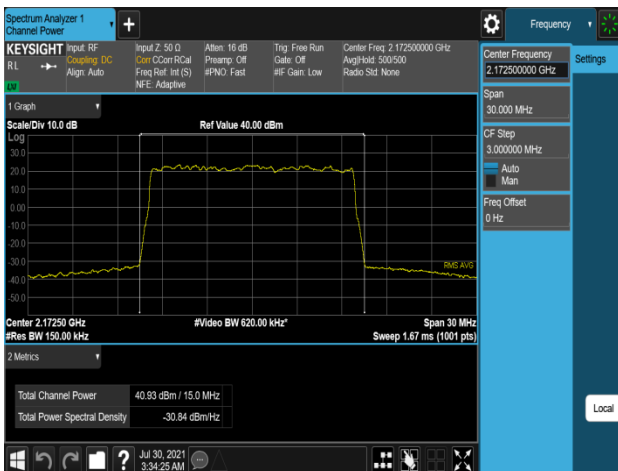 Spectrum Analyzer 1
Channel Power
Frequency
KEYSIGHT
R L
LV
Input: RF
Coupling: DC
Align: Auto
Input Z: 50 Ω
Corr CCorr RCal
Freq Ref: Int (S)
NFE: Adaptive
Atten: 16 dB
Preamp: Off
#PNO: Fast
Trig: Free Run
Gate: Off
#IF Gain: Low
Center Freq: 2.172500000 GHz
Avg|Hold: 500/500
Radio Std: None
Center Frequency
2.172500000 GHz
Settings
Span
30.000 MHz
CF Step
3.000000 MHz
Auto
Man
Freq Offset
0 Hz
1 Graph
Scale/Div 10.0 dB
Ref Value 40.00 dBm
Log
30.0
20.0
10.0
0.00
-10.0
-20.0
-30.0
-40.0
-50.0
RMS AVG
Center 2.17250 GHz
#Video BW 620.00 kHz*
Span 30 MHz
#Res BW 150.00 kHz
Sweep 1.67 ms (1001 pts)
2 Metrics
Total Channel Power 40.93 dBm / 15.0 MHz
Total Power Spectral Density -30.84 dBm/Hz
Local
?
Jul 30, 2021
3:34:25 AM